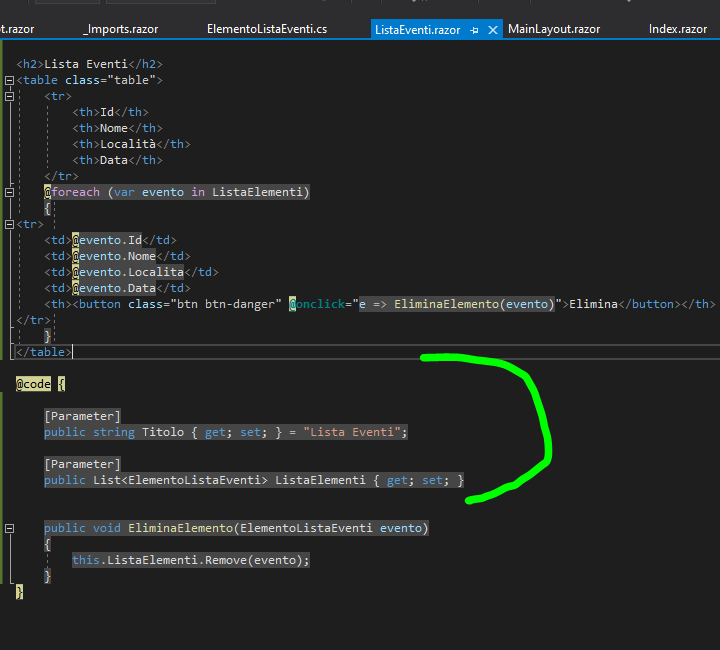 t.razor _Imports.razor ElementoListaEventi.cs ListaEventi.razor MainLayout.razor Index.razor
<h2>Lista Eventi</h2>
<table class="table">
<tr>
<th>Id</th>
<th>Nome</th>
<th>Località</th>
<th>Data</th>
</tr>
@foreach (var evento in ListaElementi)
{
<tr>
<td>@evento.Id</td>
<td>@evento.Nome</td>
<td>@evento.Localita</td>
<td>@evento.Data</td>
<th><button class="btn btn-danger" @onclick="e => EliminaElemento(evento)">Elimina</button></th>
</tr>
}
</table>
@code {
[Parameter]
public string Titolo { get; set; } = "Lista Eventi";
[Parameter]
public List<ElementoListaEventi> ListaElementi { get; set; }
public void EliminaElemento(ElementoListaEventi evento)
{
this.ListaElementi.Remove(evento);
}
}